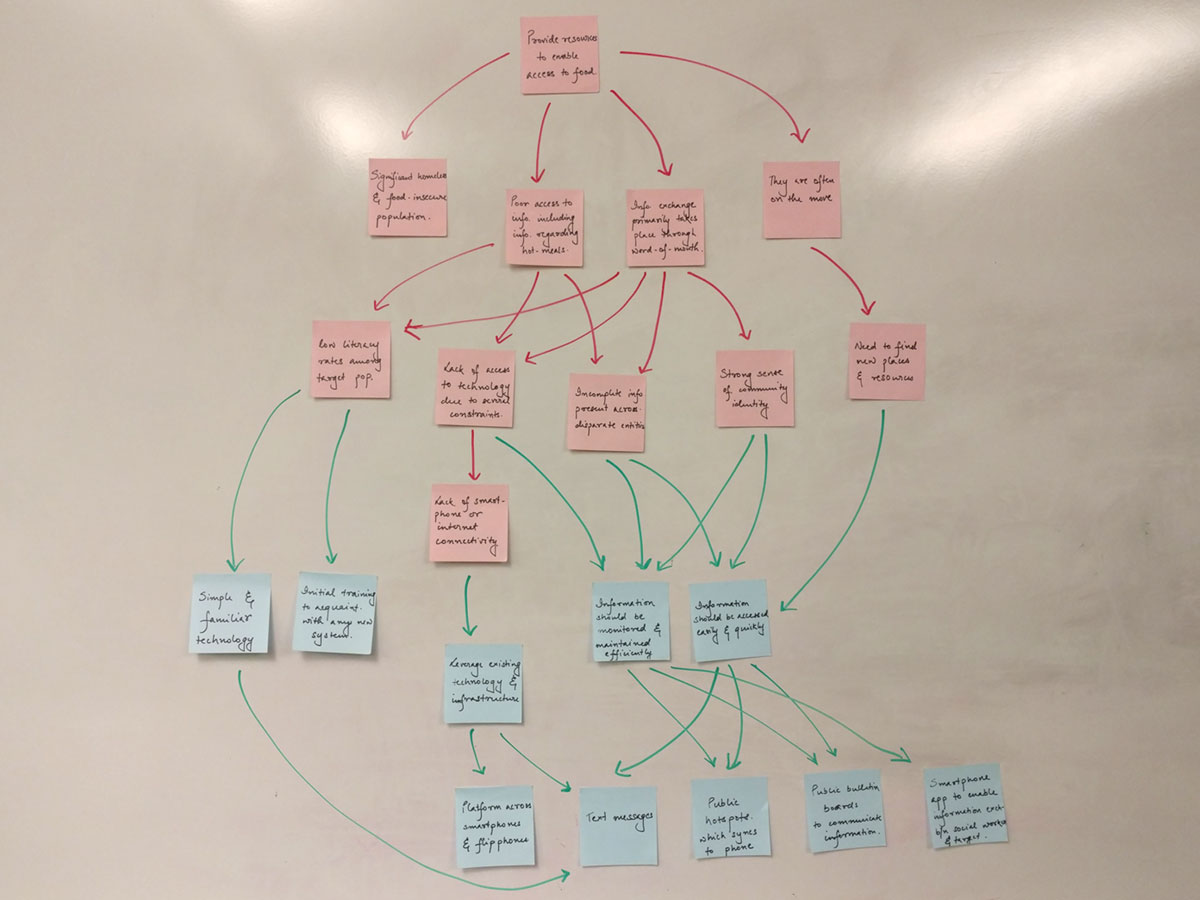 Provide resources
to enable
access to food
Significant homeless
& food-insecure
population.
Poor access to
info. including
info. regarding
hot-meals.
Info exchange
primarily takes
place through
word-of-mouth.
They are often
on the move
Low literacy
rates among
target pop.
Lack of access
to technology
due to several
constraints.
Incomplete info
present across
disparate entities
Strong sense
of community
identity
Need to find
new places
& resources
Lack of smart-
phone or
internet
connectivity
Simple &
familiar
technology
Initial training
to acquaint
with any new
system.
Information
should be
monitored &
maintained
efficiently
Information
should be accessed
easily & quickly
Leverage existing
technology &
infrastructure
Platform across
smartphones
& flip phones
Text messages
Public
hotspots
which syncs
to phone
Public bulletin
boards
to communicate
information.
Smartphone
app to enable
information exch-
b/n social worker
& target.